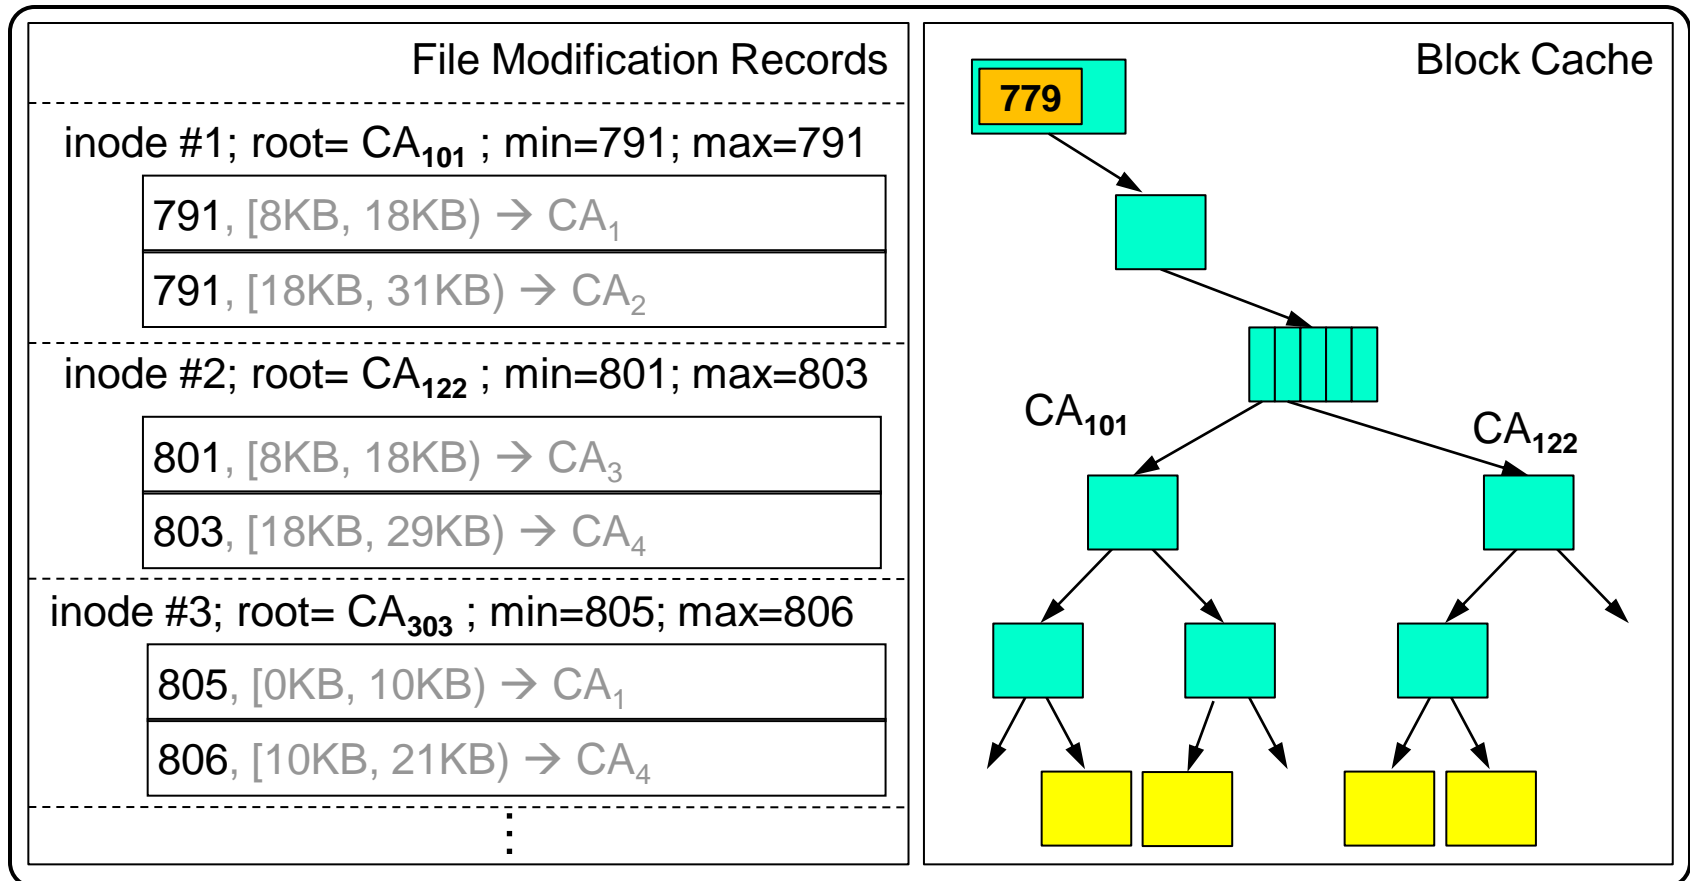 File Modification Records
inode #1; root= CA101 ; min=791; max=791
791, [8KB, 18KB) → CA1
791, [18KB, 31KB) → CA2
inode #2; root= CA122 ; min=801; max=803
801, [8KB, 18KB) → CA3
803, [18KB, 29KB) → CA4
inode #3; root= CA303 ; min=805; max=806
805, [0KB, 10KB) → CA1
806, [10KB, 21KB) → CA4
⋮
Block Cache
779
CA101
CA122